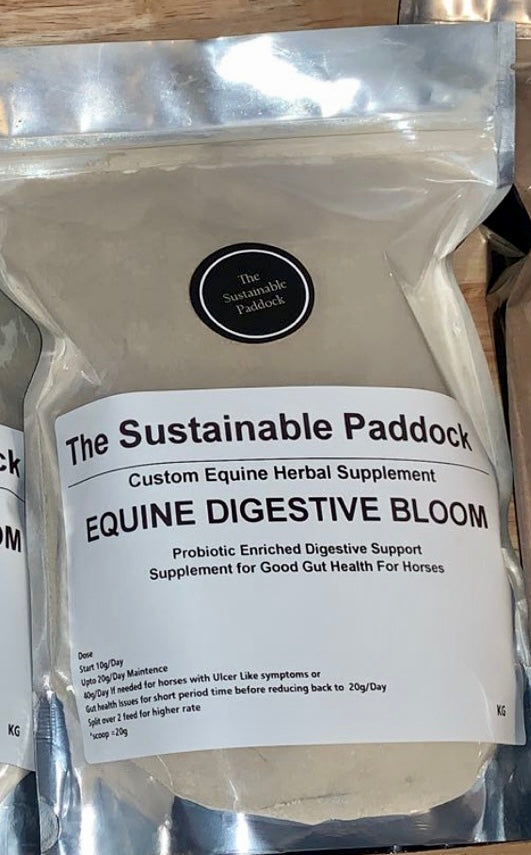 The
Sustainable
Paddock
The Sustainable Paddock
Custom Equine Herbal Supplement
EQUINE DIGESTIVE BLOOM
Probiotic Enriched Digestive Support
Supplement for Good Gut Health For Horses
Dose
Start 10g/Day
Upto 20g/Day Maintence
40g/Day If needed for horses with Ulcer Like symptoms or
Gut health Issues for short period time before reducing back to 20g/Day
Split over 2 feed for higher rate
*scoop =20g
KG
ck
OM
KG